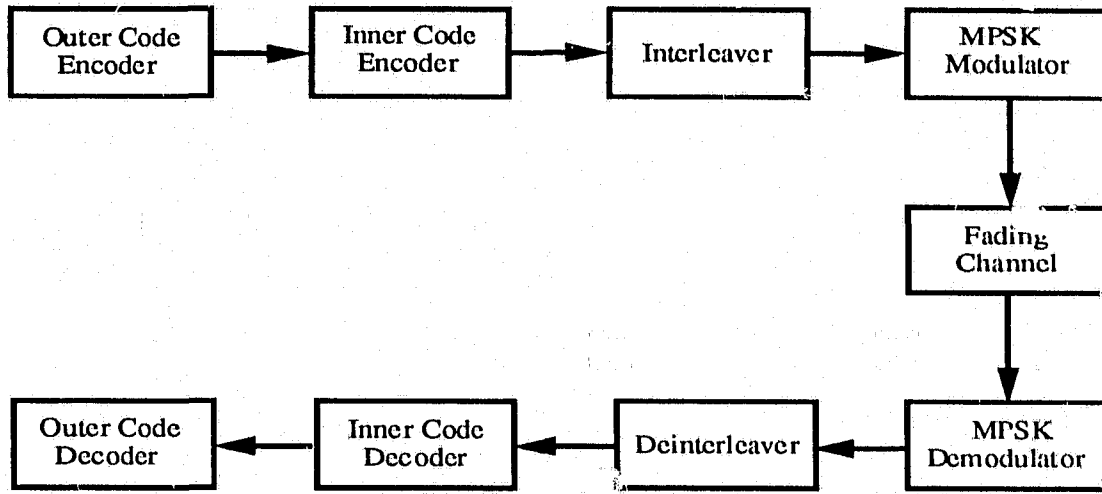 Outer Code
Encoder
Inner Code
Encoder
Interleaver
MPSK
Modulator
Fading
Channel
Outer Code
Decoder
Inner Code
Decoder
Deinterleaver
MPSK
Demodulator